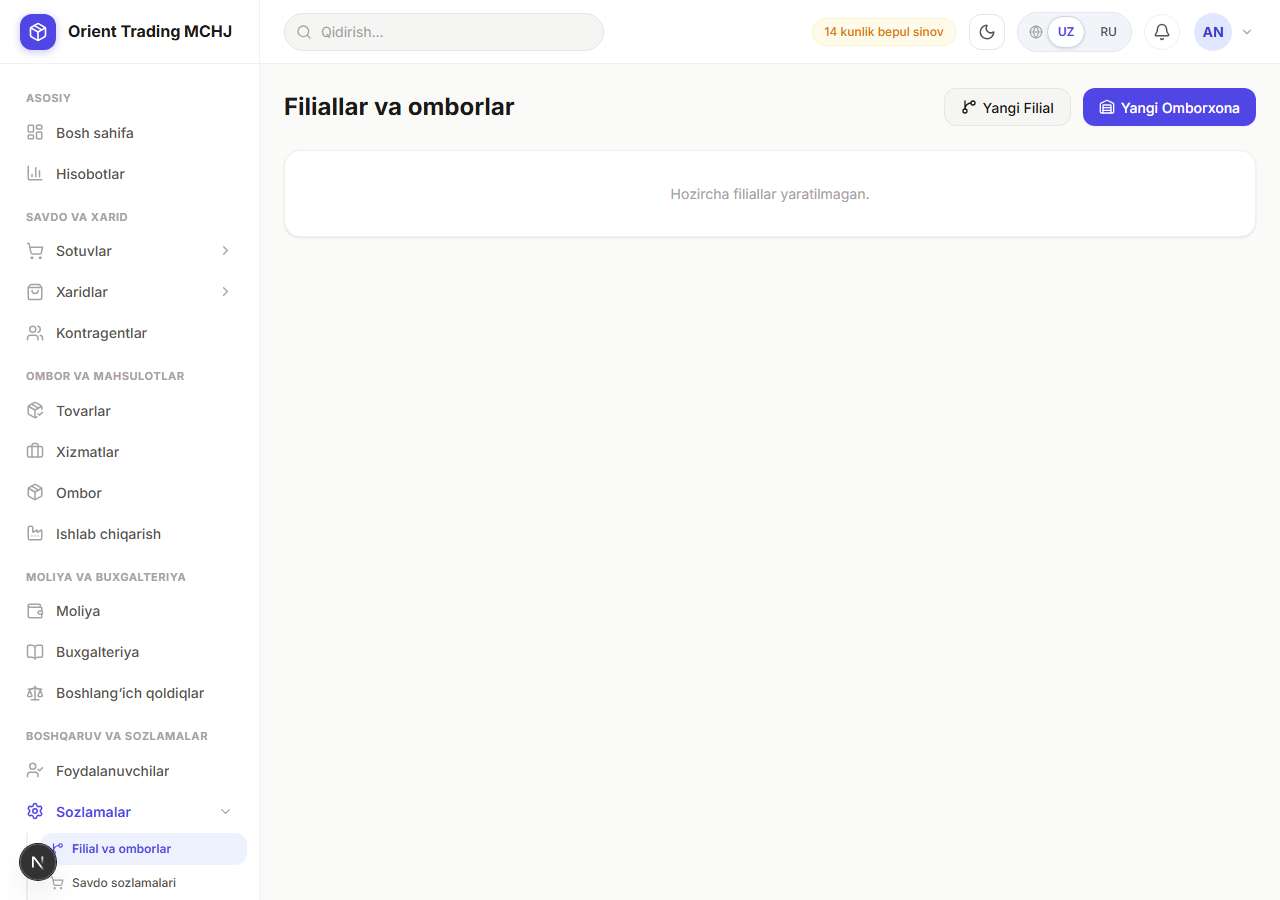 Orient Trading MCHJ
Qidirish...
14 kunlik bepul sinov
UZ
RU
AN
ASOSIY
Bosh sahifa
Hisobotlar
SAVDO VA XARID
Sotuvlar
Xaridlar
Kontragentlar
OMBOR VA MAHSULOTLAR
Tovarlar
Xizmatlar
Ombor
Ishlab chiqarish
MOLIYA VA BUXGALTERIYA
Moliya
Buxgalteriya
Boshlangʻich qoldiqlar
BOSHQARUV VA SOZLAMALAR
Foydalanuvchilar
Sozlamalar
Filial va omborlar
Savdo sozlamalari
N
Filiallar va omborlar
Yangi Filial
Yangi Omborxona
Hozircha filiallar yaratilmagan.